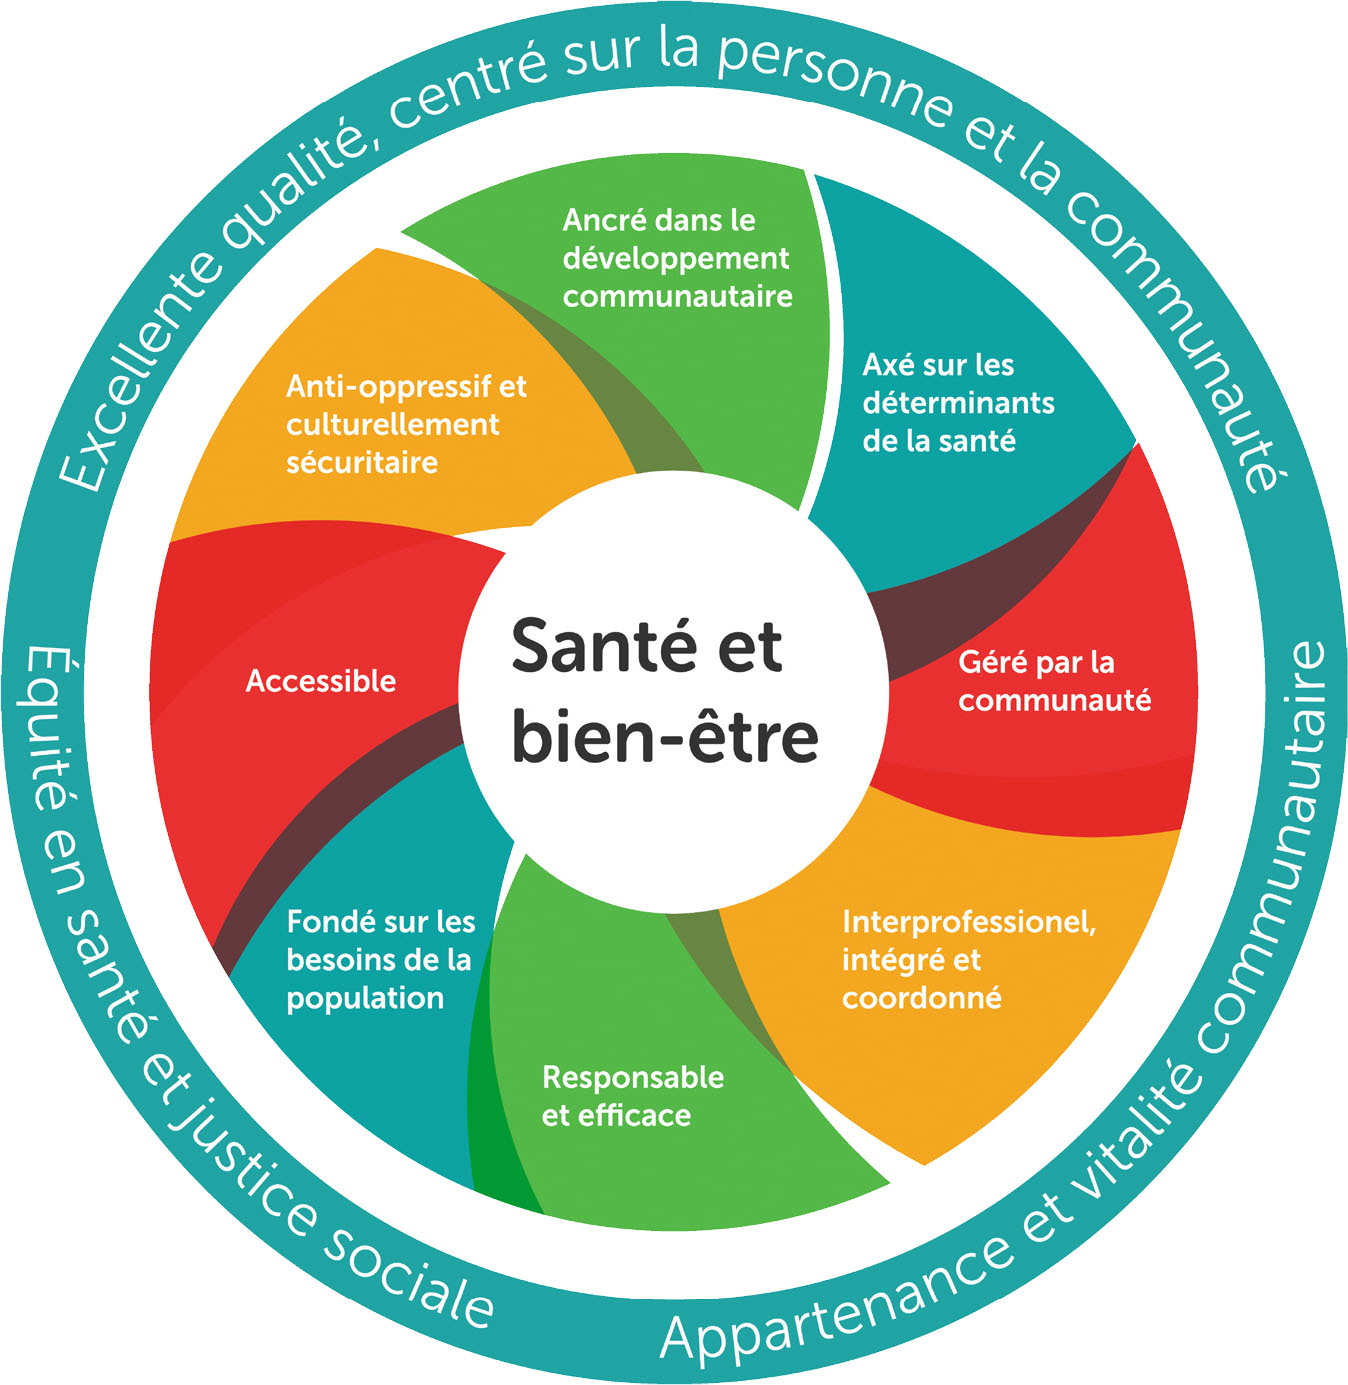 Excellente qualité, centré sur la personne et la communauté
Ancré dans le
développement
communautaire
Axé sur les
déterminants
de la santé
Anti-oppressif et
culturellement
sécuritaire
Santé et
bien-être
Géré par la
communauté
Accessible
Interprofessionel,
intégré et
coordonné
Fondé sur les
besoins de la
population
Responsable
et efficace
Équité en santé et justice sociale
Appartenance et vitalité communautaire